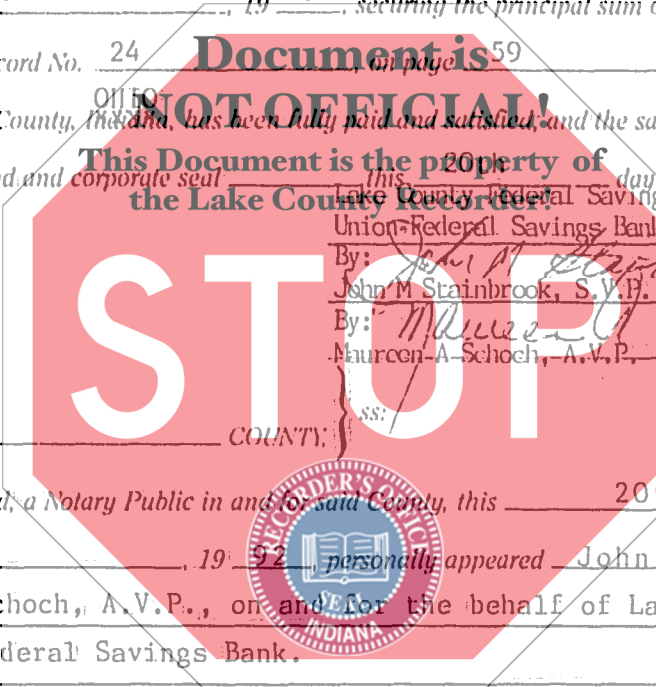 , 19 , securing the principal sum o
cord No. 24 , on page 59
Document is
01150
County, Indiana, has been fully paid and satisfied, and the sa
NOT OFFICIAL!
This Document is the property of
d and corporate seal this 20th day
the Lake County Recorder!
Lake County Federal Saving
Union Federal Savings Bank
By:
John M Stainbrook, S.V.P.
By:
Maureen A Schoch, A.V.P.
STOP
ss:
COUNTY,
a Notary Public in and for said County, this 20
RECORDER'S OFFICE
, 19 92 , personally appeared John
SEAL
choch, A.V.P., on and for the behalf of La
INDIANA
deral Savings Bank.